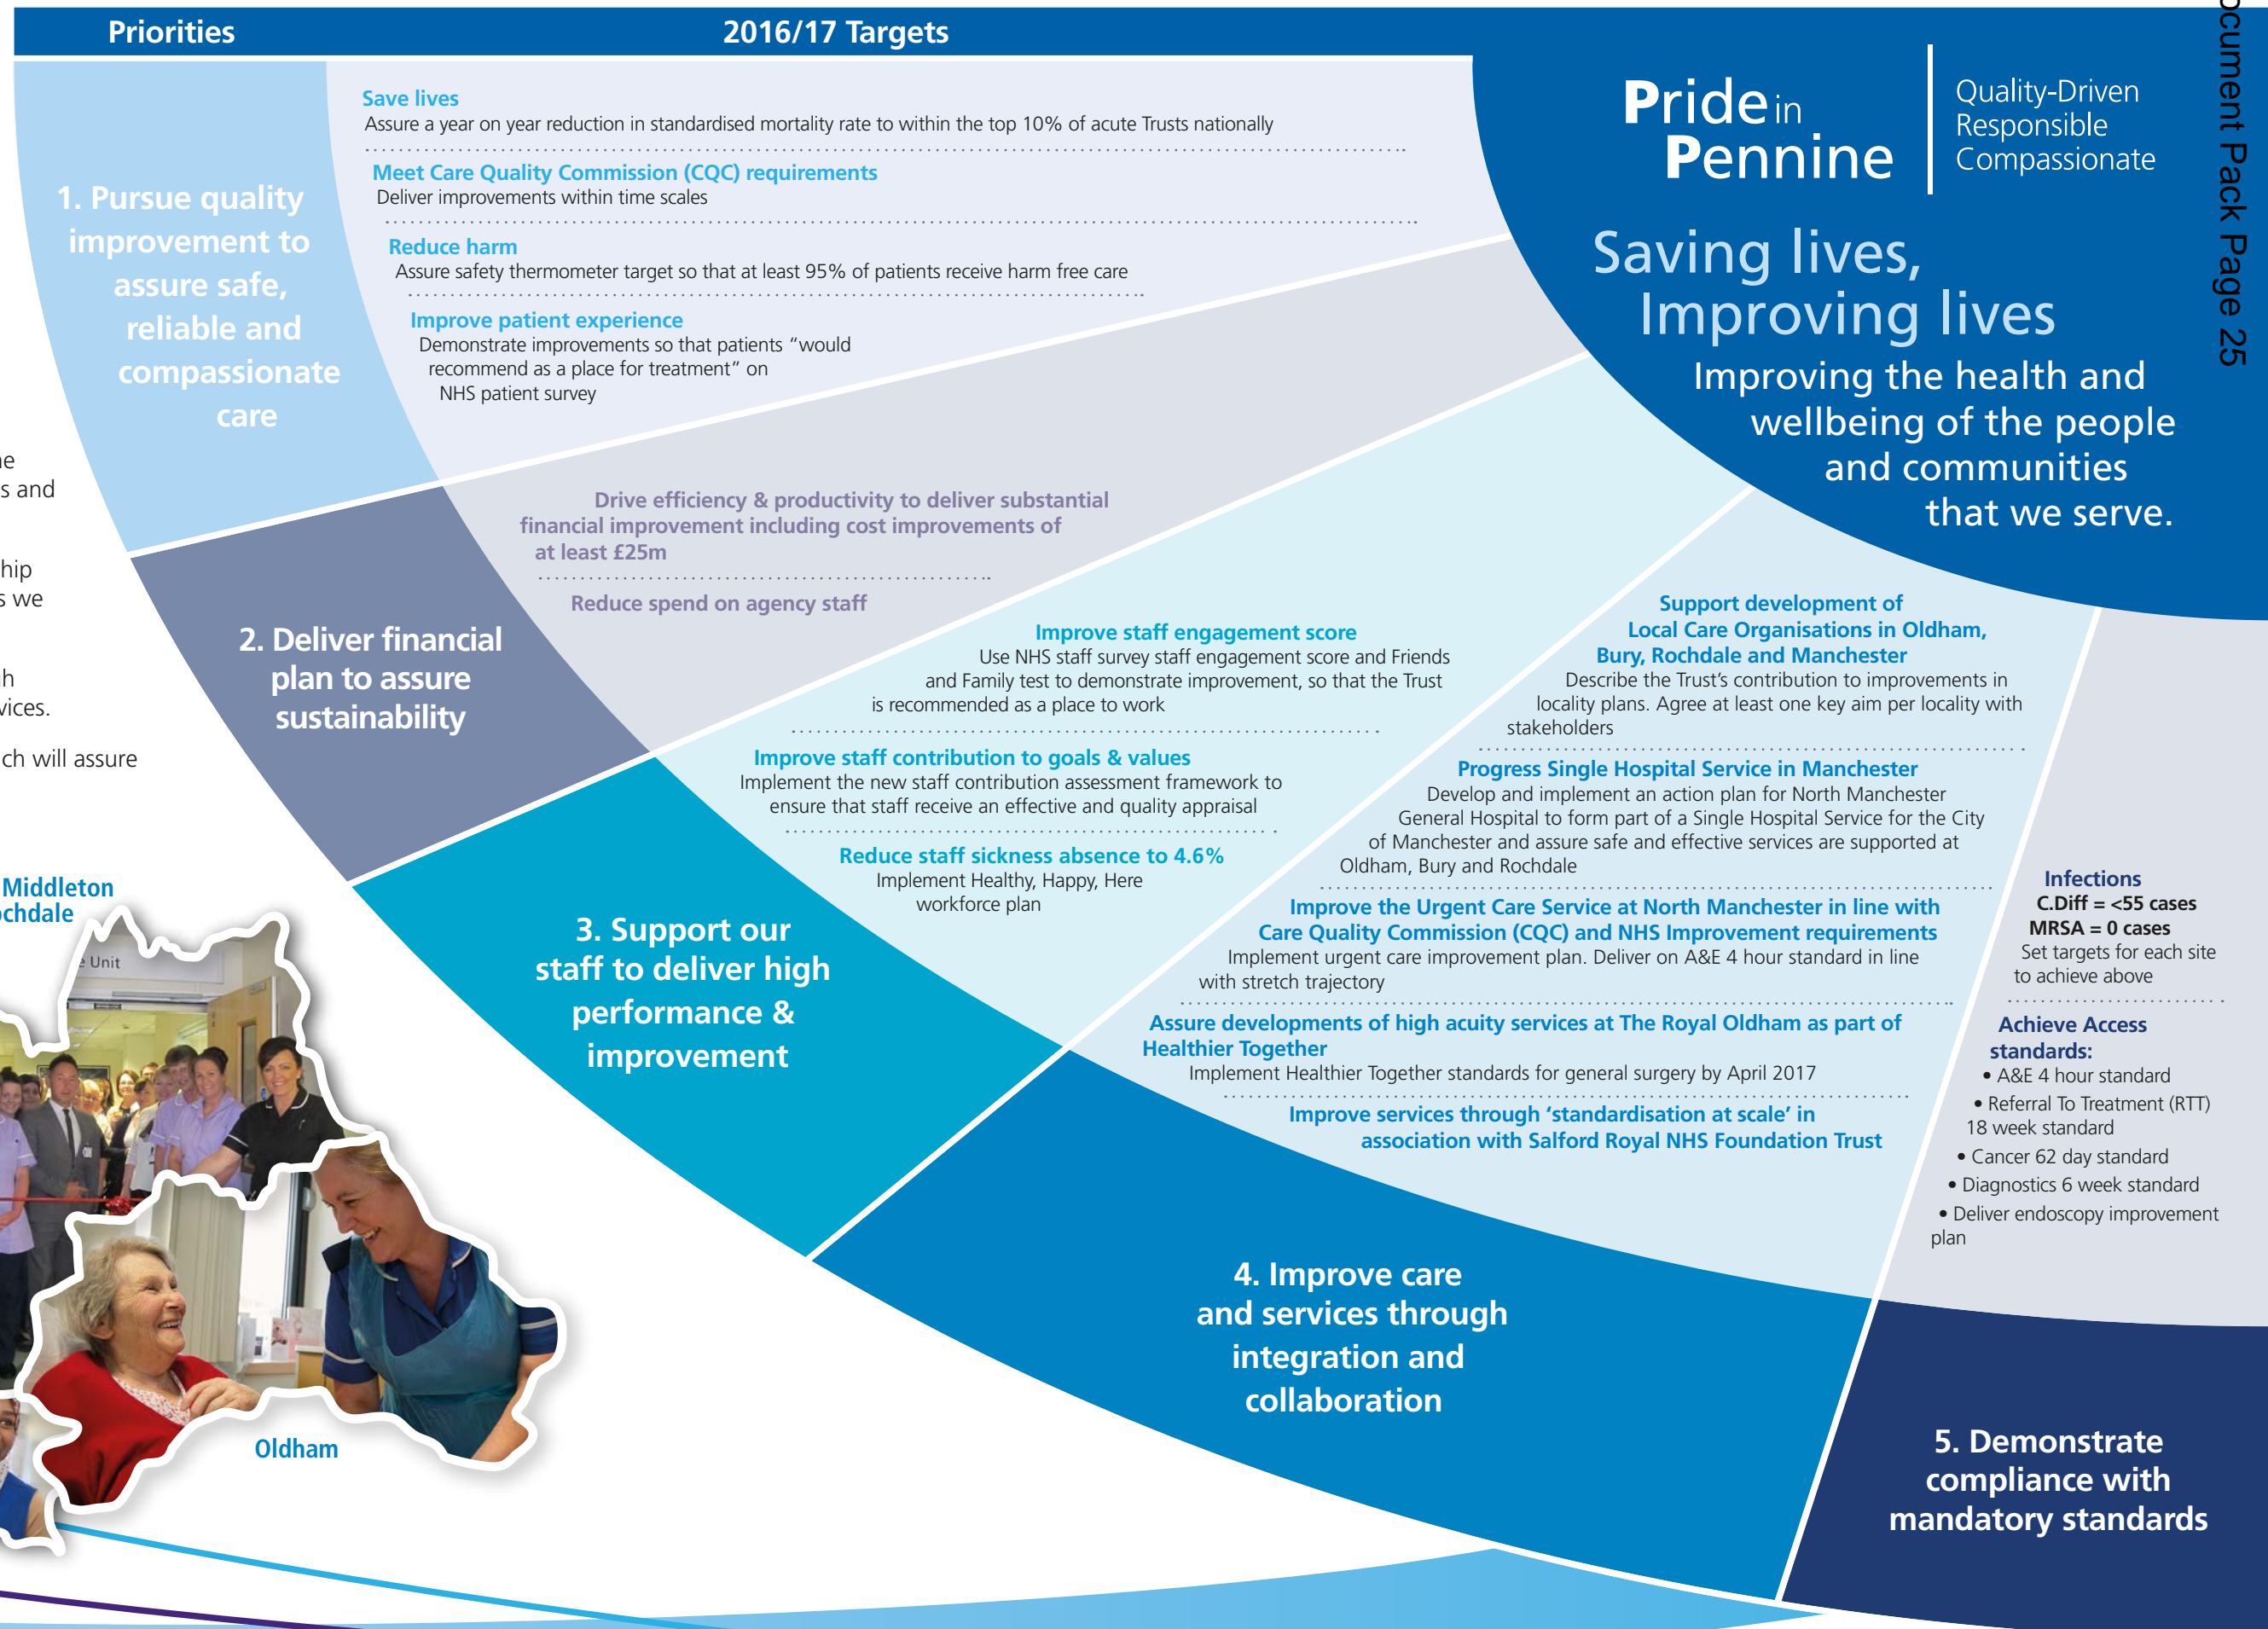 Priorities
2016/17 Targets
1. Pursue quality
improvement to
assure safe,
reliable and
compassionate
care
Save lives
Assure a year on year reduction in standardised mortality rate to within the top 10% of acute Trusts nationally
Meet Care Quality Commission (CQC) requirements
Deliver improvements within time scales
Reduce harm
Assure safety thermometer target so that at least 95% of patients receive harm free care
Improve patient experience
Demonstrate improvements so that patients “would
recommend as a place for treatment” on
NHS patient survey
Pride in
Pennine
Quality-Driven
Responsible
Compassionate
Saving lives,
Improving lives
Improving the health and
wellbeing of the people
and communities
that we serve.
ocument Pack Page 25
s and
hip
s we
h
vices.
ch will assure
2. Deliver financial
plan to assure
sustainability
Drive efficiency & productivity to deliver substantial
financial improvement including cost improvements of
at least £25m
Reduce spend on agency staff
3. Support our
staff to deliver high
performance &
improvement
Improve staff engagement score
Use NHS staff survey staff engagement score and Friends
and Family test to demonstrate improvement, so that the Trust
is recommended as a place to work
Improve staff contribution to goals & values
Implement the new staff contribution assessment framework to
ensure that staff receive an effective and quality appraisal
Reduce staff sickness absence to 4.6%
Implement Healthy, Happy, Here
workforce plan
4. Improve care
and services through
integration and
collaboration
Support development of
Local Care Organisations in Oldham,
Bury, Rochdale and Manchester
Describe the Trust’s contribution to improvements in
locality plans. Agree at least one key aim per locality with
stakeholders
Progress Single Hospital Service in Manchester
Develop and implement an action plan for North Manchester
General Hospital to form part of a Single Hospital Service for the City
of Manchester and assure safe and effective services are supported at
Oldham, Bury and Rochdale
Improve the Urgent Care Service at North Manchester in line with
Care Quality Commission (CQC) and NHS Improvement requirements
Implement urgent care improvement plan. Deliver on A&E 4 hour standard in line
with stretch trajectory
Assure developments of high acuity services at The Royal Oldham as part of
Healthier Together
Implement Healthier Together standards for general surgery by April 2017
Improve services through ‘standardisation at scale’ in
association with Salford Royal NHS Foundation Trust
5. Demonstrate
compliance with
mandatory standards
Infections
C.Diff = <55 cases
MRSA = 0 cases
Set targets for each site
to achieve above
Achieve Access
standards:
• A&E 4 hour standard
• Referral To Treatment (RTT)
18 week standard
• Cancer 62 day standard
• Diagnostics 6 week standard
• Deliver endoscopy improvement
plan
Middleton
ochdale
Unit
Oldham